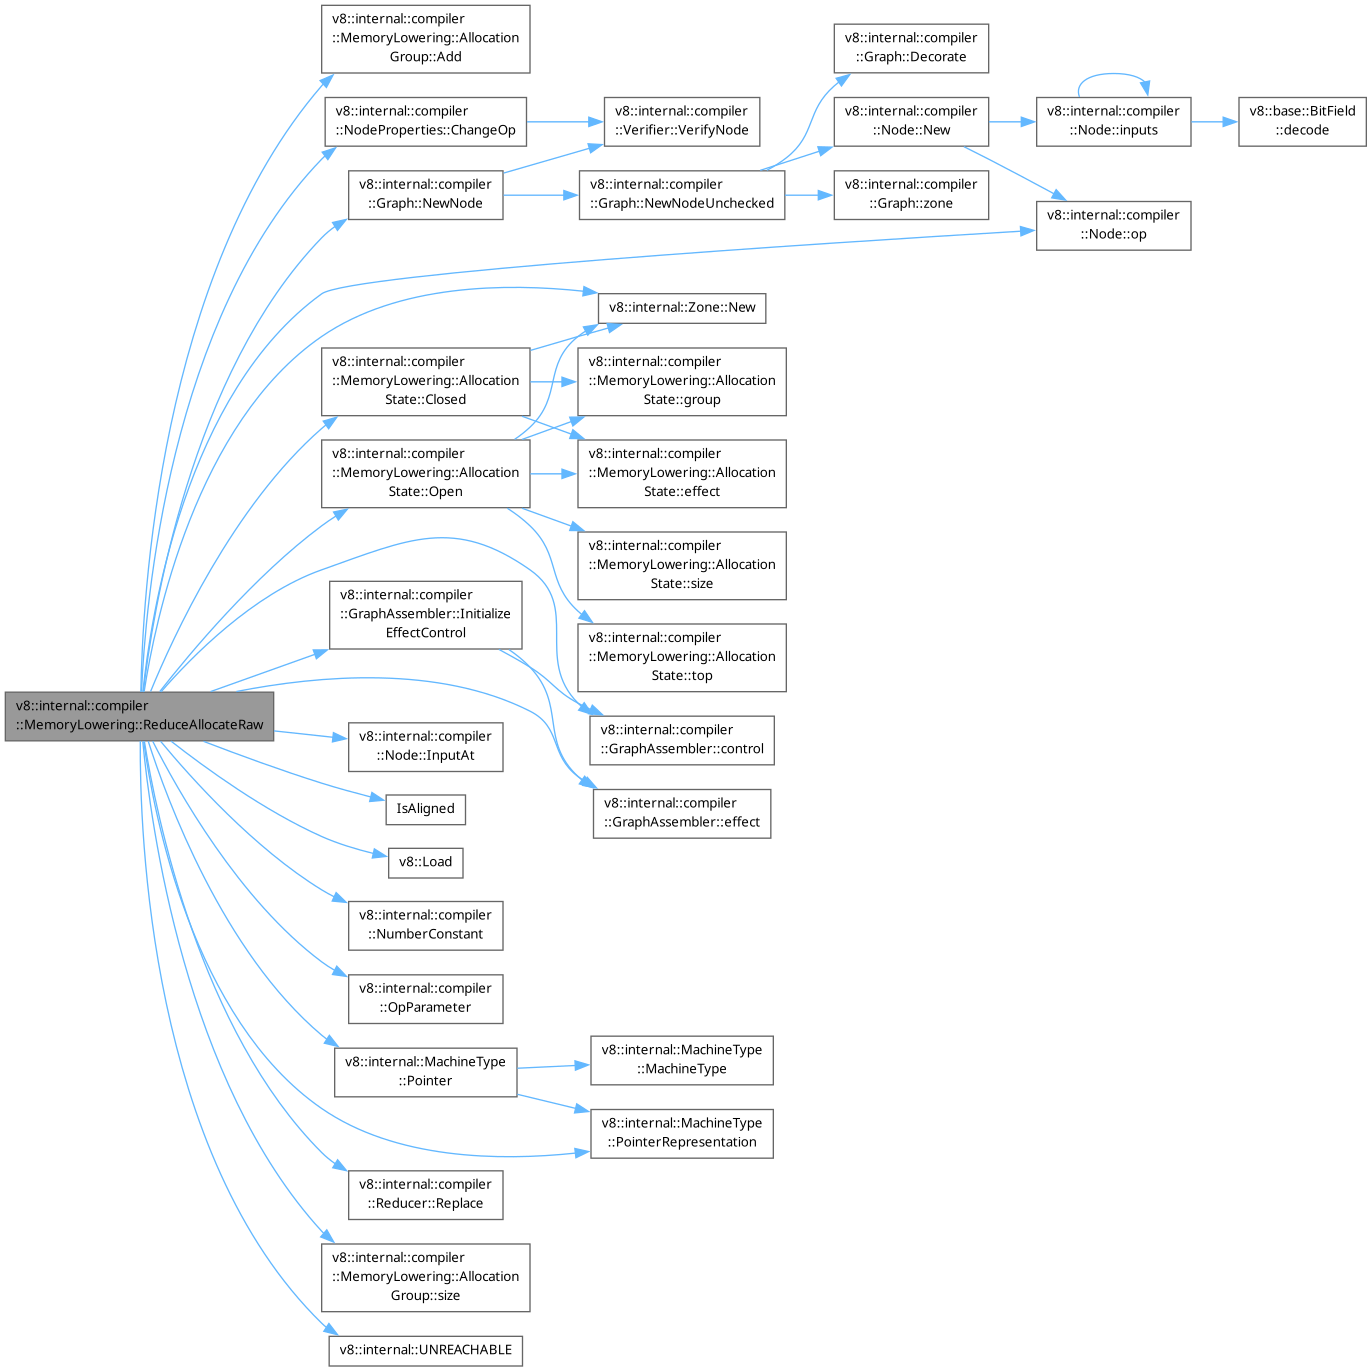 v8::internal::compiler
::MemoryLowering::ReduceAllocateRaw
v8::internal::compiler
::MemoryLowering::Allocation
Group::Add
v8::internal::compiler
::NodeProperties::ChangeOp
v8::internal::compiler
::Verifier::VerifyNode
v8::internal::compiler
::Graph::NewNode
v8::internal::compiler
::Graph::NewNodeUnchecked
v8::internal::compiler
::Graph::Decorate
v8::internal::compiler
::Node::New
v8::internal::compiler
::Graph::zone
v8::internal::compiler
::Node::inputs
v8::base::BitField
::decode
v8::internal::compiler
::Node::op
v8::internal::Zone::New
v8::internal::compiler
::MemoryLowering::Allocation
State::Closed
v8::internal::compiler
::MemoryLowering::Allocation
State::group
v8::internal::compiler
::MemoryLowering::Allocation
State::Open
v8::internal::compiler
::MemoryLowering::Allocation
State::effect
v8::internal::compiler
::MemoryLowering::Allocation
State::size
v8::internal::compiler
::MemoryLowering::Allocation
State::top
v8::internal::compiler
::GraphAssembler::Initialize
EffectControl
v8::internal::compiler
::GraphAssembler::control
v8::internal::compiler
::GraphAssembler::effect
v8::internal::compiler
::Node::InputAt
IsAligned
v8::Load
v8::internal::compiler
::NumberConstant
v8::internal::compiler
::OpParameter
v8::internal::MachineType
::Pointer
v8::internal::MachineType
::MachineType
v8::internal::MachineType
::PointerRepresentation
v8::internal::compiler
::Reducer::Replace
v8::internal::compiler
::MemoryLowering::Allocation
Group::size
v8::internal::UNREACHABLE